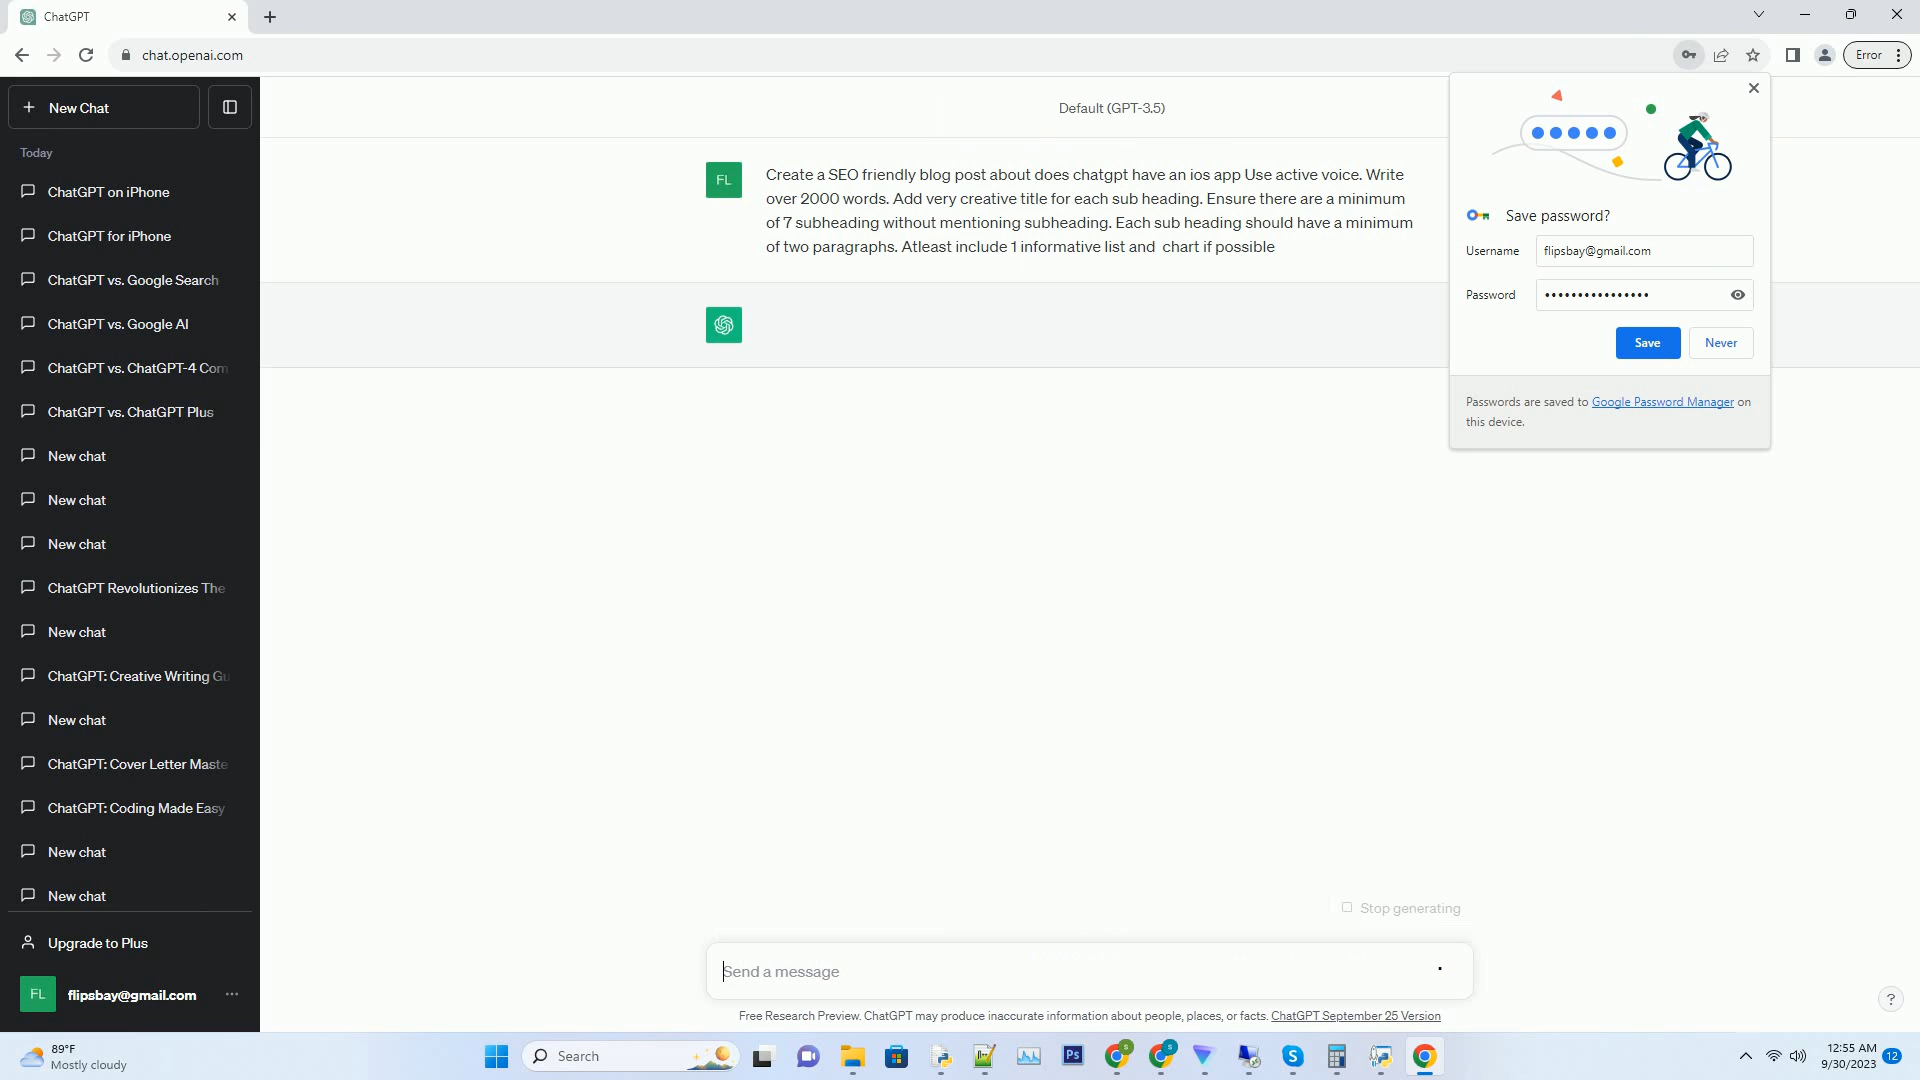 ChatGPT
chat.openai.com
Error
New Chat
Today
ChatGPT on iPhone
ChatGPT for iPhone
ChatGPT vs. Google Search
ChatGPT vs. Google AI
ChatGPT vs. ChatGPT-4 Com
ChatGPT vs. ChatGPT Plus
New chat
New chat
New chat
ChatGPT Revolutionizes The
New chat
ChatGPT: Creative Writing Gu
New chat
ChatGPT: Cover Letter Maste
ChatGPT: Coding Made Easy
New chat
New chat
Upgrade to Plus
FL
flipsbay@gmail.com
Default (GPT-3.5)
FL
Create a SEO friendly blog post about does chatgpt have an ios app Use active voice. Write
over 2000 words. Add very creative title for each sub heading. Ensure there are a minimum
of 7 subheading without mentioning subheading. Each sub heading should have a minimum
of two paragraphs. Atleast include 1 informative list and  chart if possible
Save password?
Username
flipsbay@gmail.com
Password
••••••••••••••••
Save
Never
Passwords are saved to Google Password Manager on
this device.
Stop generating
Send a message
Free Research Preview. ChatGPT may produce inaccurate information about people, places, or facts. ChatGPT September 25 Version
?
89°F
Mostly cloudy
Search
Ps
S
S
12:55 AM
9/30/2023
12